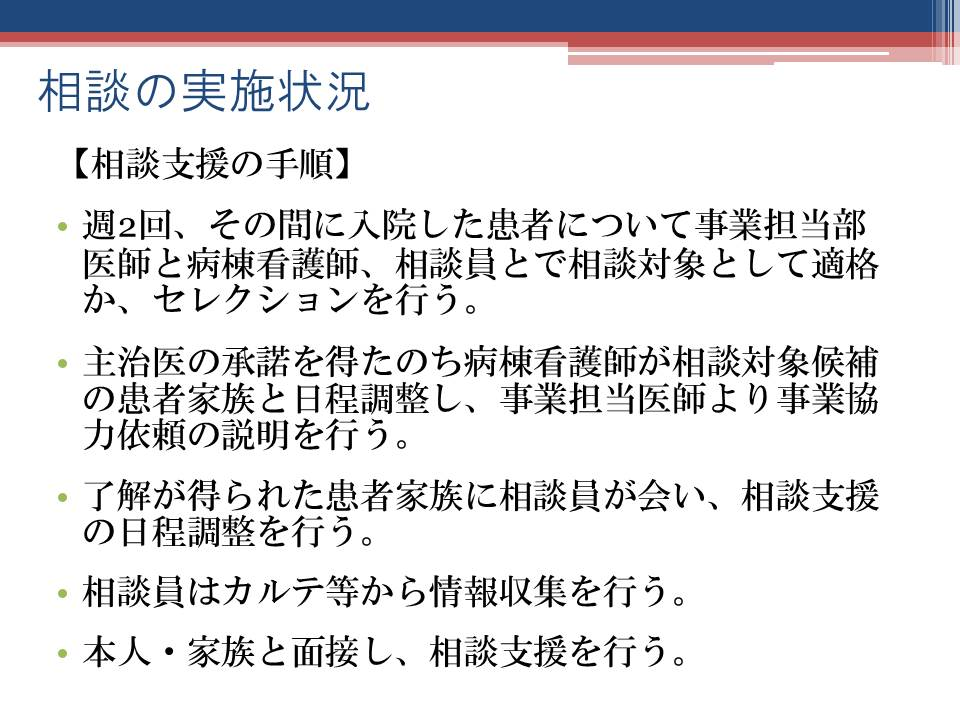 相談の実施状況
【相談支援の手順】
• 週2回、その間に入院した患者について事業担当部
医師と病棟看護師、相談員とで相談対象として適格
か、セレクションを行う。
• 主治医の承諾を得たのち病棟看護師が相談対象候補
の患者家族と日程調整し、事業担当医師より事業協
力依頼の説明を行う。
• 了解が得られた患者家族に相談員が会い、相談支援
の日程調整を行う。
• 相談員はカルテ等から情報収集を行う。
• 本人・家族と面接し、相談支援を行う。